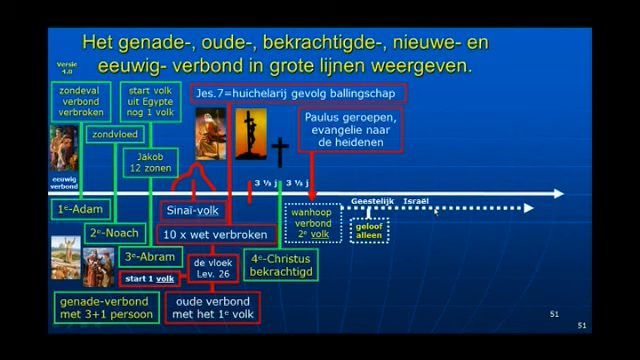 Het genade-, oude-, bekrachtigde-, nieuwe- en
eeuwig- verbond in grote lijnen weergeven.
Versie
4.0
zondeval
verbond
verbroken
start volk
uit Egypte
nog 1 volk
Jes.7=huichelarij gevolg ballingschap
Paulus geroepen,
evangelie naar
de heidenen
zondvloed
Jakob
12 zonen
eeuwig
verbond
3 ½ j
3 ½ j
Geestelijk Israël
1e-Adam
Sinaï-volk
wanhoop
verbond
2e volk
geloof
alleen
2e-Noach
10 x wet verbroken
3e-Abram
de vloek
Lev. 26
4e-Christus
bekrachtigd
start 1 volk
genade-verbond
met 3+1 persoon
oude verbond
met het 1e volk
51
51